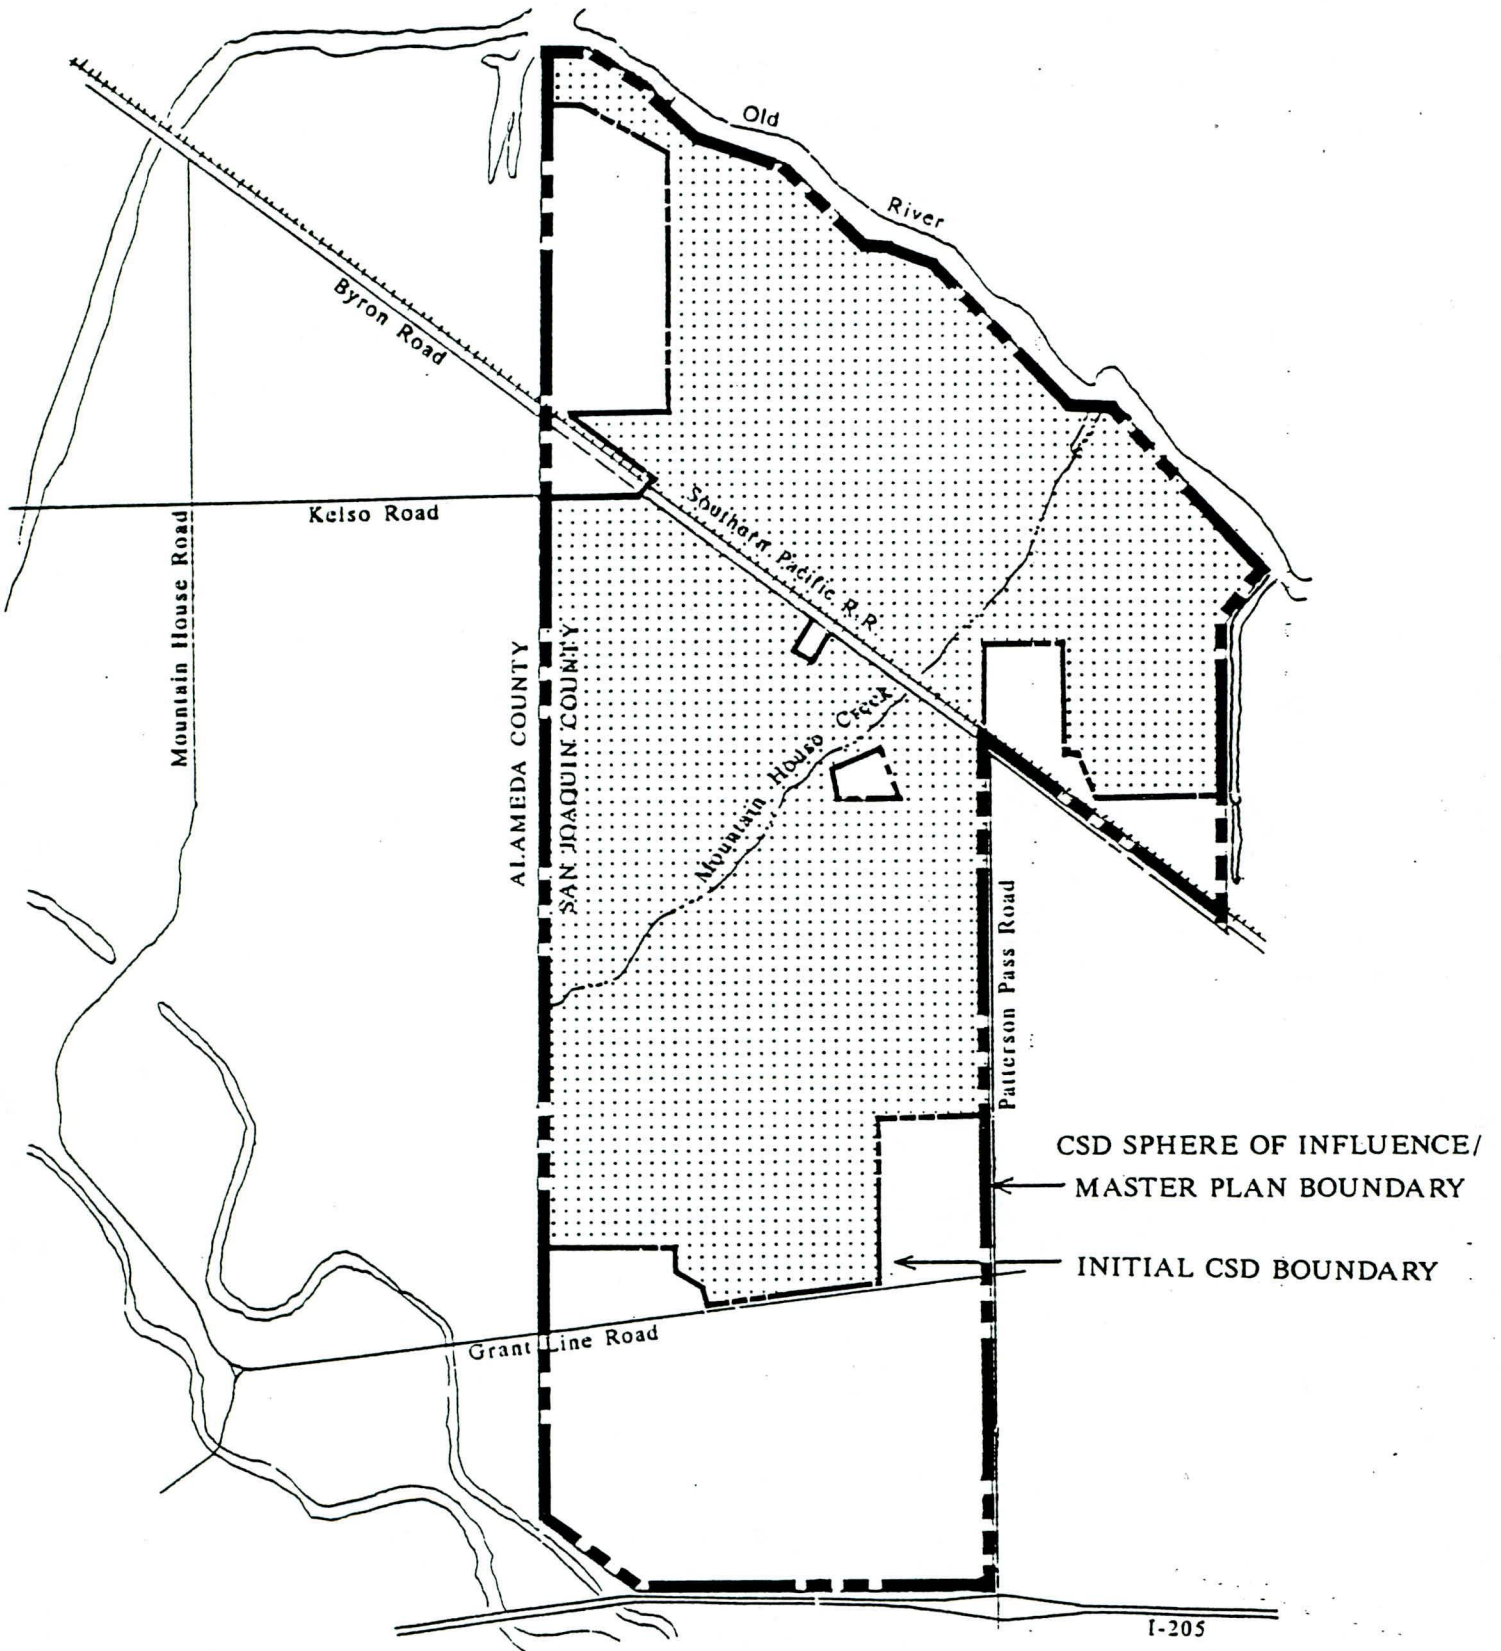 Old
River
Byron Road
Kelso Road
Mountain House Road
Southern Pacific R.R.
ALAMEDA COUNTY
SAN JOAQUIN COUNTY
Mountain House Creek
Patterson Pass Road
CSD SPHERE OF INFLUENCE/
MASTER PLAN BOUNDARY
INITIAL CSD BOUNDARY
Grant Line Road
I-205